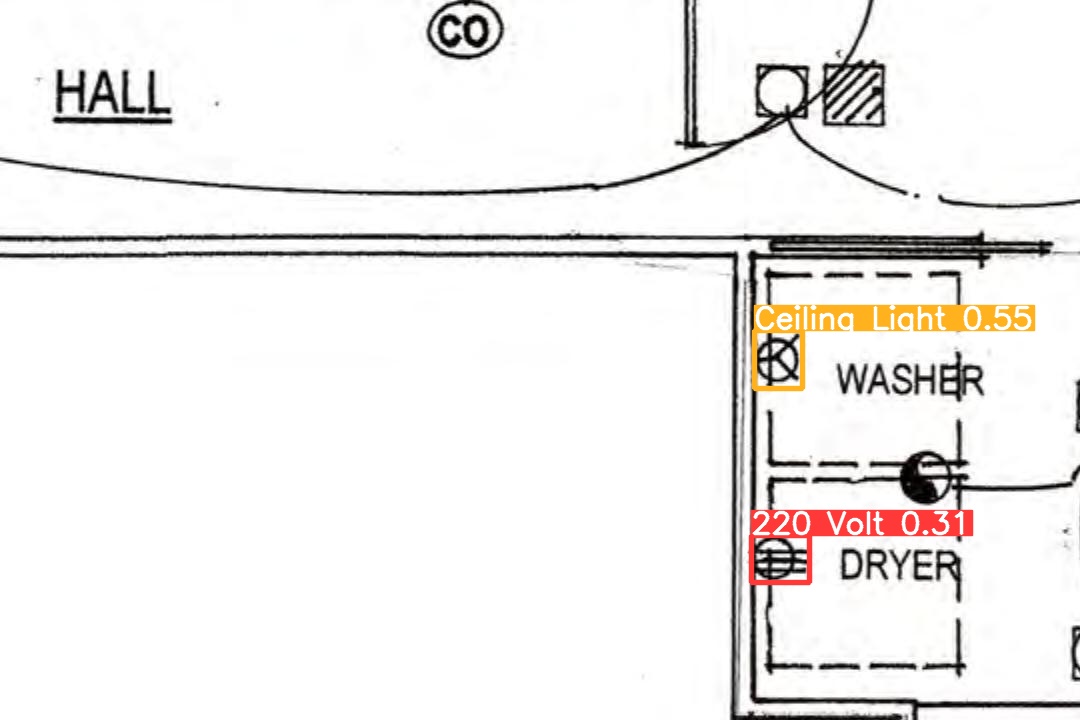 CO
HALL
Ceiling Light 0.55
WASHER
220 Volt 0.31
DRYER